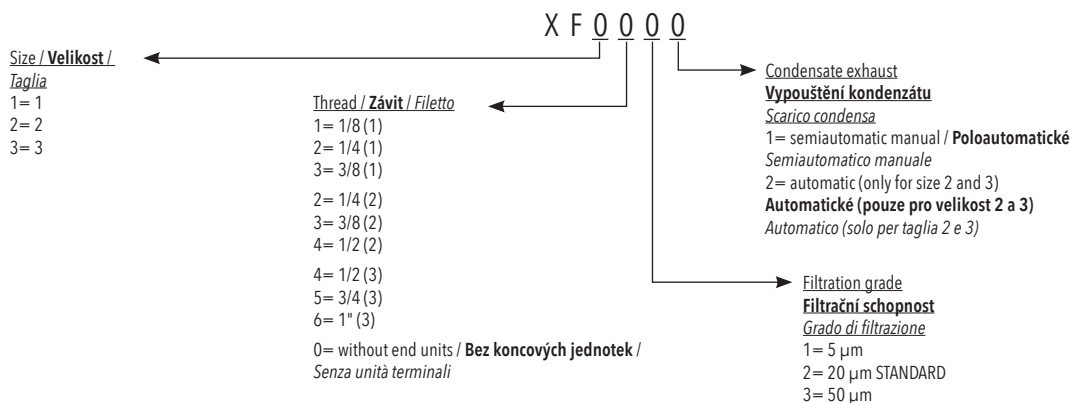 X F 0 0 0 0
Size / Velikost /
Taglia
1= 1
2= 2
3= 3
Thread / Závit / Filetto
1= 1/8 (1)
2= 1/4 (1)
3= 3/8 (1)
2= 1/4 (2)
3= 3/8 (2)
4= 1/2 (2)
4= 1/2 (3)
5= 3/4 (3)
6= 1" (3)
0= without end units / Bez koncových jednotek /
Senza unità terminali
Condensate exhaust
Vypouštění kondenzátu
Scarico condensa
1= semiautomatic manual / Poloautomatické
Semiautomatico manuale
2= automatic (only for size 2 and 3)
Automatické (pouze pro velikost 2 a 3)
Automatico (solo per taglia 2 e 3)
Filtration grade
Filtrační schopnost
Grado di filtrazione
1= 5 µm
2= 20 µm STANDARD
3= 50 µm